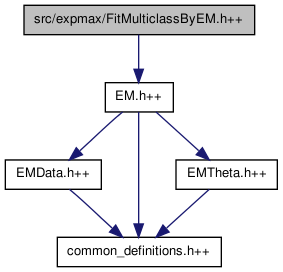 src/expmax/FitMulticlassByEM.h++
EM.h++
EMData.h++
EMTheta.h++
common_definitions.h++